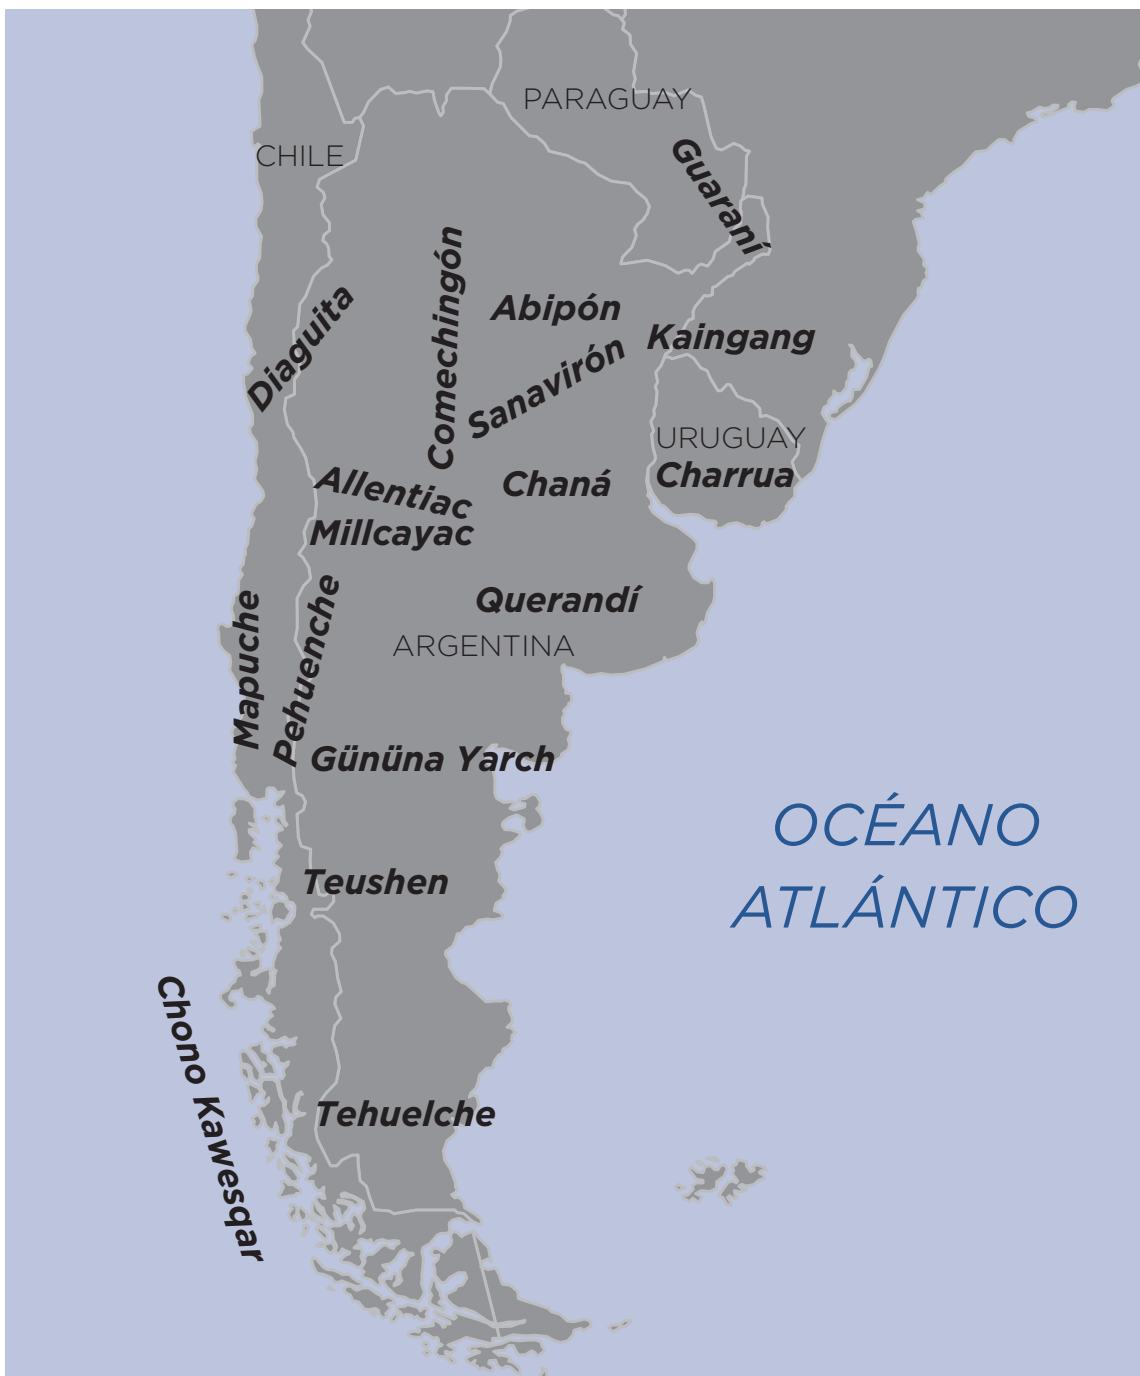 PARAGUAY
CHILE
Guaraní
Comechingón
Diaguita
Abipón
Kaingang
Sanavirón
URUGUAY
Charrua
Allentiac
Chaná
Millcayac
Mapuche
Pehuenche
Querandí
ARGENTINA
Gününa Yarch
OCÉANO
ATLÁNTICO
Teushen
Chono Kawesqar
Tehuelche